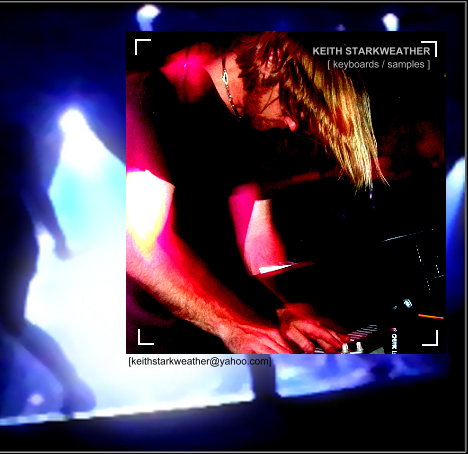 KEITH STARKWEATHER
[ keyboards / samples ]
[keithstarkweather@yahoo.com]